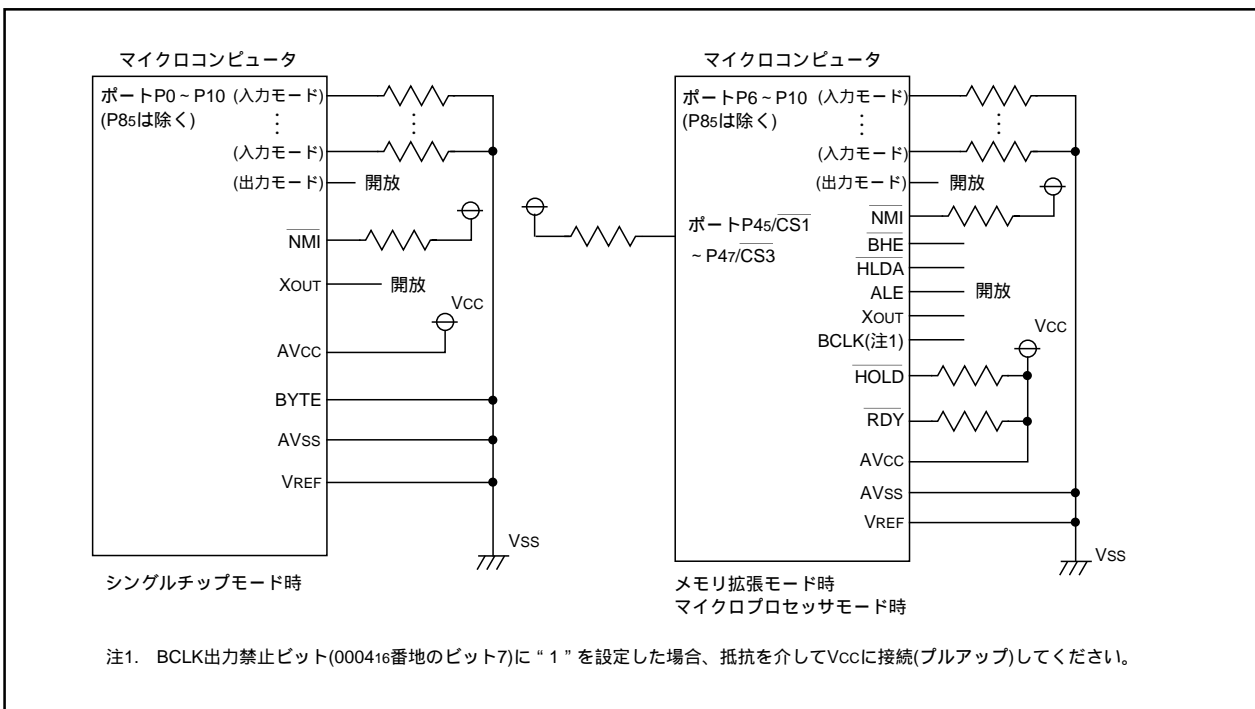 マイクロコンピュータ
ポートP0~P10 (入力モード)
(P85は除く)
(入力モード)
(出力モード)
開放
NMI
XOUT
開放
VCC
AVCC
BYTE
AVSS
VREF
VSS
シングルチップモード時
マイクロコンピュータ
ポートP6~P10 (入力モード)
(P85は除く)
(入力モード)
(出力モード)
開放
NMI
ポートP45/CS1
~P47/CS3
BHE
HLDA
ALE
開放
XOUT
BCLK(注1)
VCC
HOLD
RDY
AVCC
AVSS
VREF
VSS
メモリ拡張モード時
マイクロプロセッサモード時
注1. BCLK出力禁止ビット(000416番地のビット7)に“1”を設定した場合、抵抗を介してVCCに接続(プルアップ)してください。